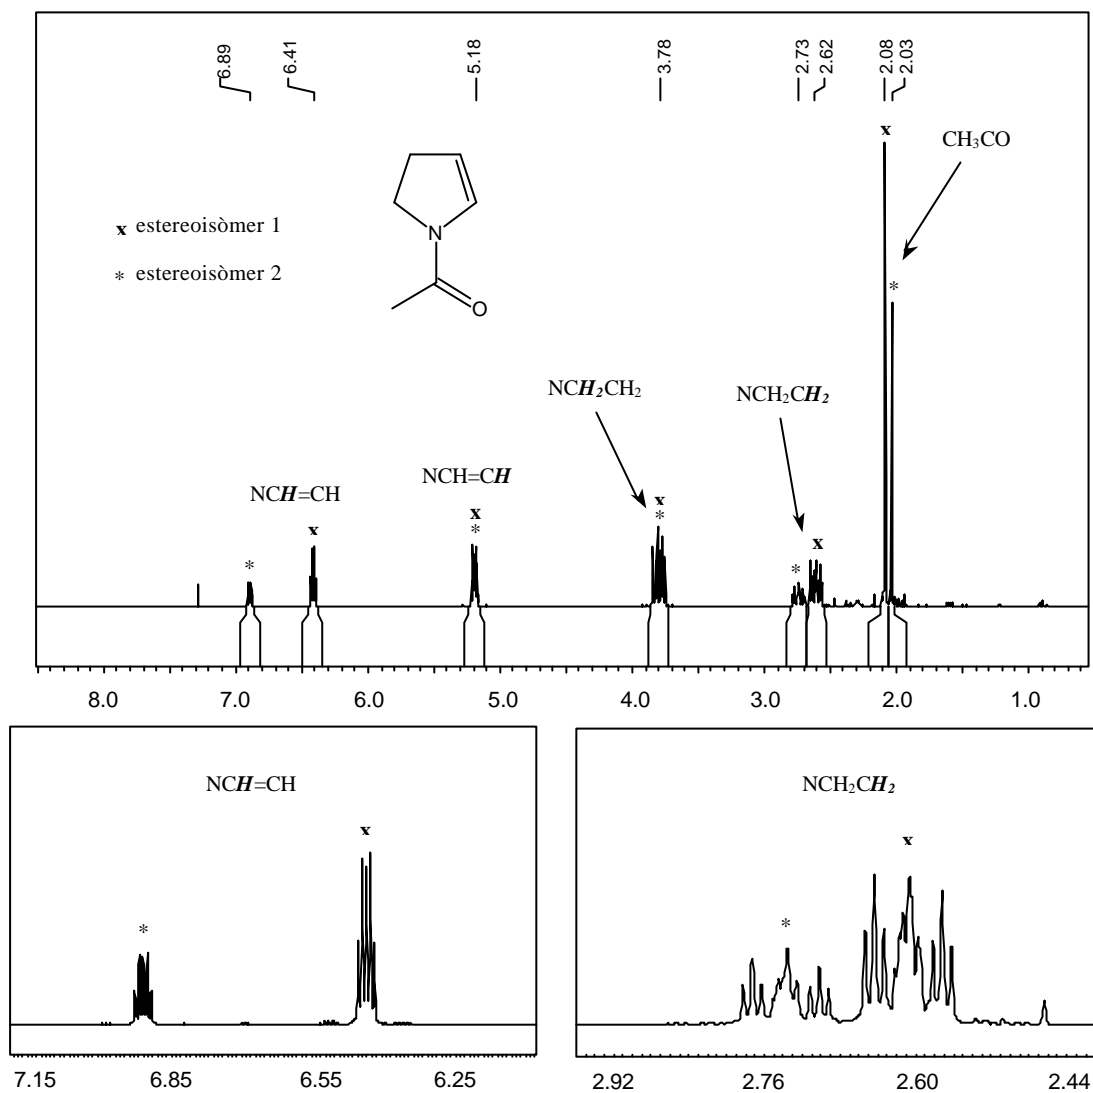 6.89 6.41 5.18 3.78 2.73 2.62 2.08 2.03
x
CH₃CO
x estereoisòmer 1
* estereoisòmer 2
N
O
*
NCH₂CH₂
NCH₂CH₂
NCH=CH
NCH=CH
x
*
x
*
x
*
x
*
8.0 7.0 6.0 5.0 4.0 3.0 2.0 1.0
NCH=CH
x
*
7.15 6.85 6.55 6.25
NCH₂CH₂
x
*
2.92 2.76 2.60 2.44